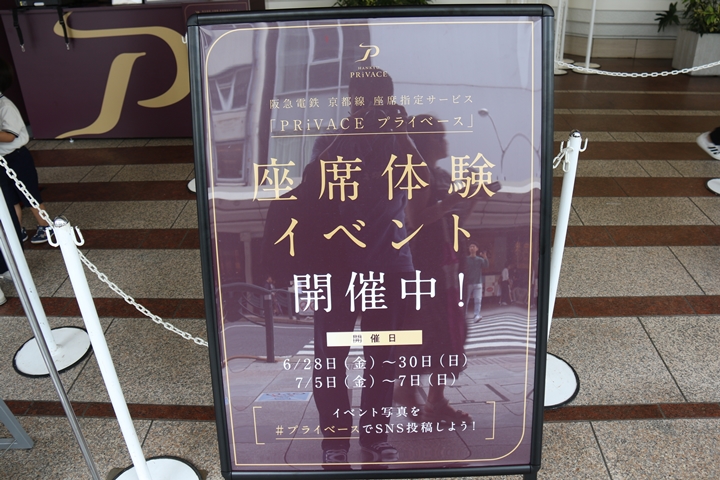 P
HANKYU
PRiVACE
阪急電鉄 京都線 座席指定サービス
「PRiVACE プライベース」
座席体験
イベント
開催中!
開催日
6/28日(金)〜30日(日)
7/5日(金)〜7日(日)
イベント写真を
#プライベースでSNS投稿しよう!